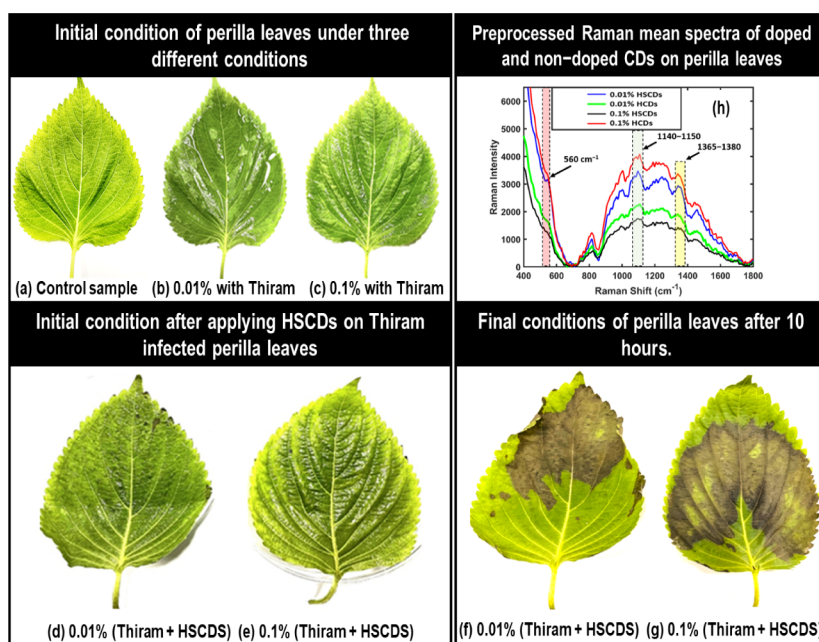 Initial condition of perilla leaves under three
different conditions
(a) Control sample
(b) 0.01% with Thiram
(c) 0.1% with Thiram
Preprocessed Raman mean spectra of doped
and non−doped CDs on perilla leaves
0.01% HSCDs
0.01% HCDs
0.1% HSCDs
0.1% HCDs
(h)
1140−1150
1365−1380
560 cm⁻¹
6000
5000
4000
3000
2000
1000
0
Raman Intensity
400 600 800 1000 1200 1400 1600 1800
Raman Shift (cm⁻¹)
Initial condition after applying HSCDs on Thiram
infected perilla leaves
(d) 0.01% (Thiram + HSCDS)
(e) 0.1% (Thiram + HSCDS)
Final conditions of perilla leaves after 10
hours.
(f) 0.01% (Thiram + HSCDS)
(g) 0.1% (Thiram + HSCDS)